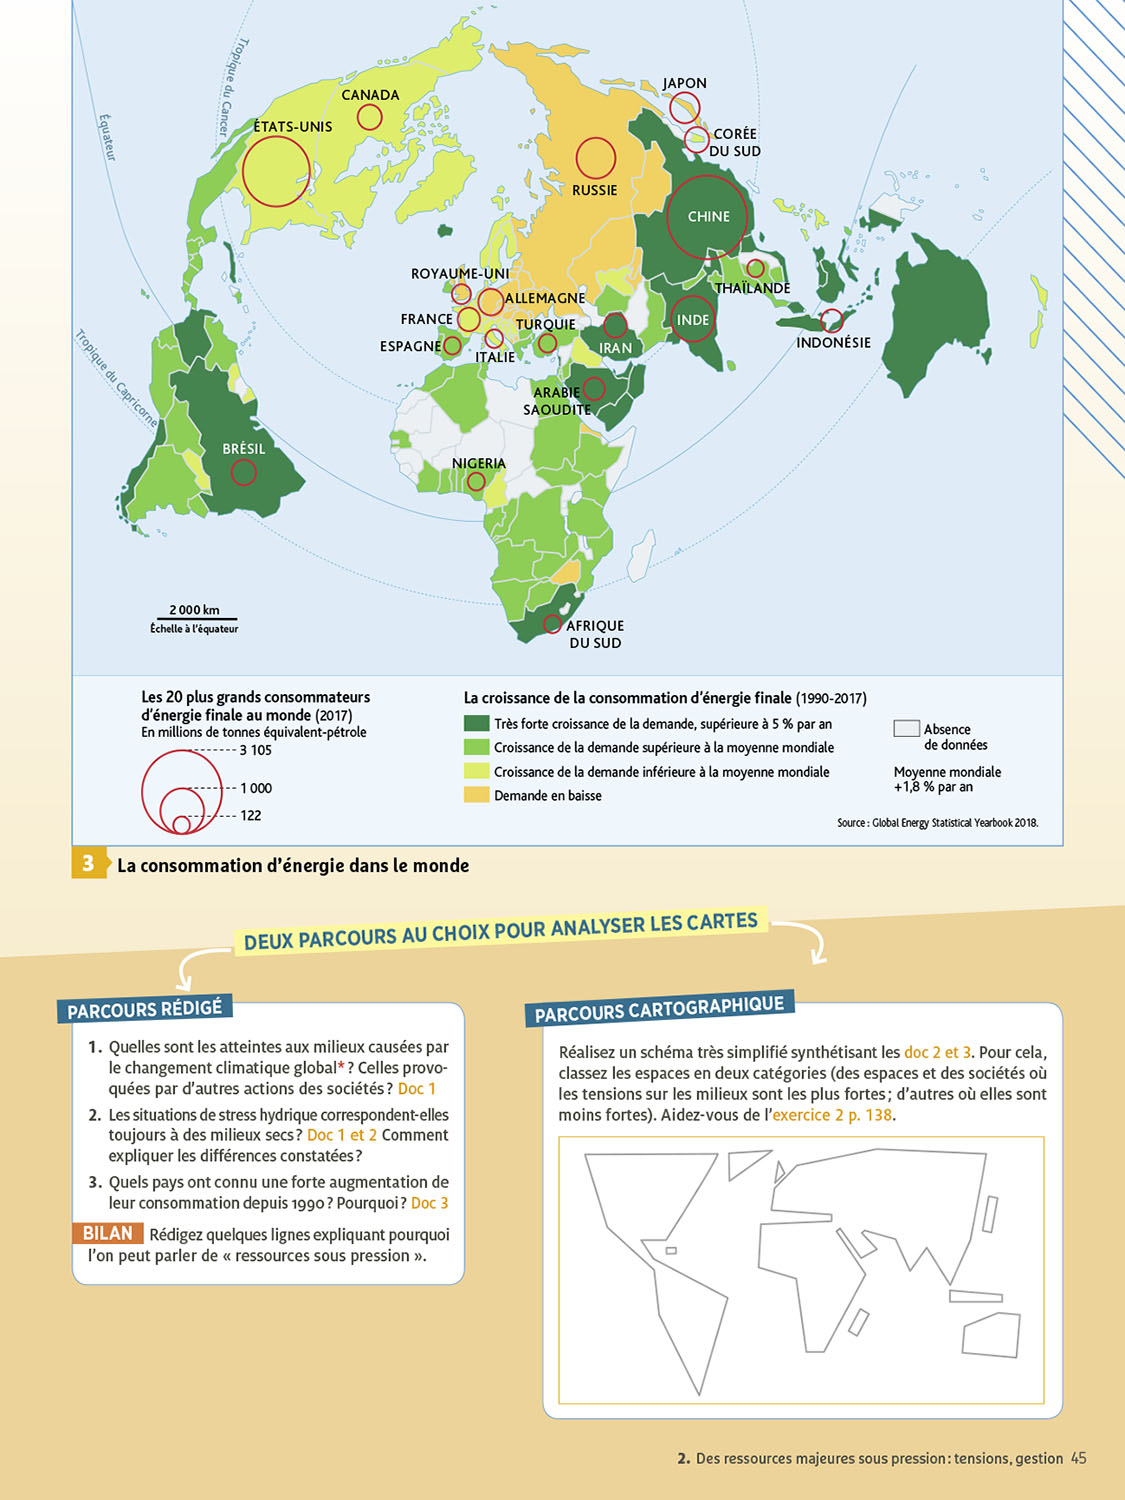 Équateur
Tropique du Cancer
Tropique du Capricorne
CANADA
ÉTATS-UNIS
JAPON
CORÉE
DU SUD
RUSSIE
CHINE
ROYAUME-UNI
ALLEMAGNE
THAÏLANDE
FRANCE
TURQUIE
INDE
ESPAGNE
ITALIE
IRAN
INDONÉSIE
ARABIE
SAOUDITE
BRÉSIL
NIGERIA
AFRIQUE
DU SUD
2 000 km
Échelle à l'équateur
Les 20 plus grands consommateurs
d'énergie finale au monde (2017)
En millions de tonnes équivalent-pétrole
3 105
1 000
122
La croissance de la consommation d'énergie finale (1990-2017)
Très forte croissance de la demande, supérieure à 5 % par an
Croissance de la demande supérieure à la moyenne mondiale
Croissance de la demande inférieure à la moyenne mondiale
Demande en baisse
Absence
de données
Moyenne mondiale
+1,8 % par an
Source : Global Energy Statistical Yearbook 2018.
3 La consommation d'énergie dans le monde
DEUX PARCOURS AU CHOIX POUR ANALYSER LES CARTES
PARCOURS RÉDIGÉ
1. Quelles sont les atteintes aux milieux causées par
le changement climatique global* ? Celles provo-
quées par d'autres actions des sociétés ? Doc 1
2. Les situations de stress hydrique correspondent-elles
toujours à des milieux secs ? Doc 1 et 2 Comment
expliquer les différences constatées ?
3. Quels pays ont connu une forte augmentation de
leur consommation depuis 1990 ? Pourquoi ? Doc 3
BILAN Rédigez quelques lignes expliquant pourquoi
l'on peut parler de « ressources sous pression ».
PARCOURS CARTOGRAPHIQUE
Réalisez un schéma très simplifié synthétisant les doc 2 et 3. Pour cela,
classez les espaces en deux catégories (des espaces et des sociétés où
les tensions sur les milieux sont les plus fortes ; d'autres où elles sont
moins fortes). Aidez-vous de l'exercice 2 p. 138.
2. Des ressources majeures sous pression : tensions, gestion 45